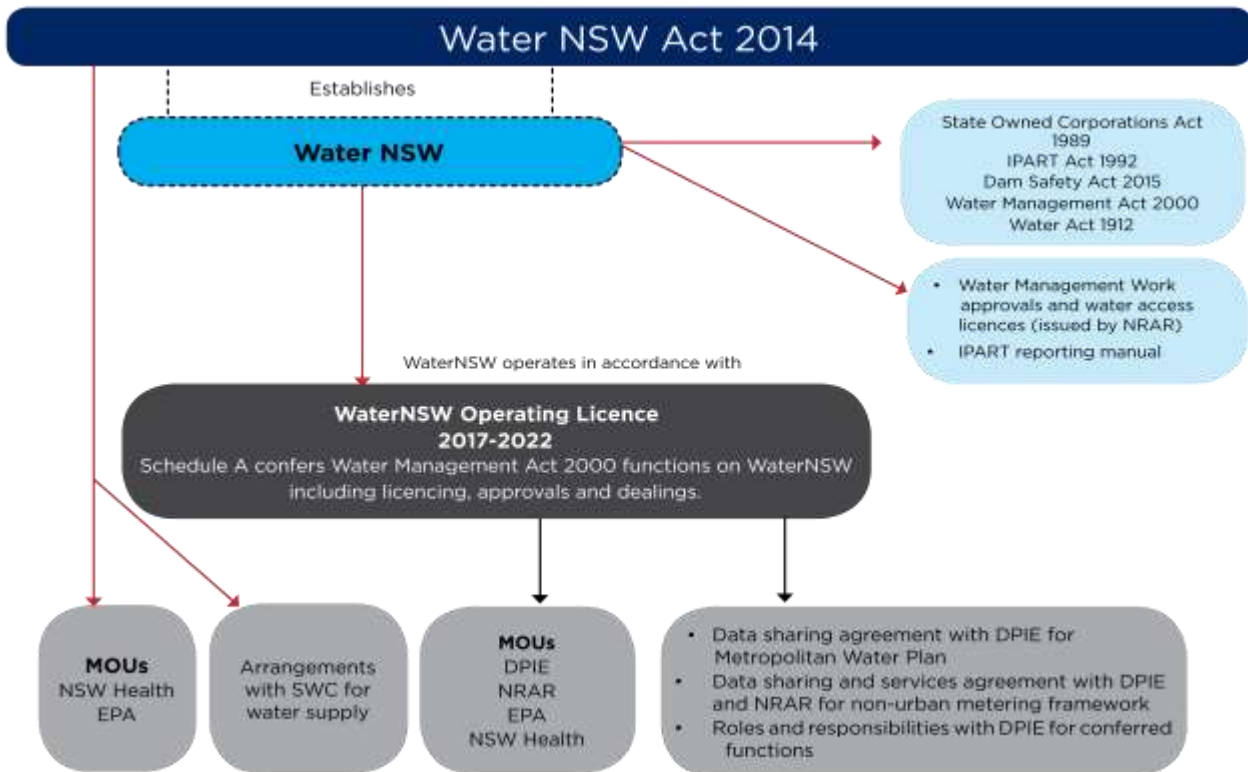 Water NSW Act 2014
Establishes
Water NSW
State Owned Corporations Act
1989
IPART Act 1992
Dam Safety Act 2015
Water Management Act 2000
Water Act 1912
• Water Management Work
approvals and water access
licences (issued by NRAR)
• IPART reporting manual
WaterNSW operates in accordance with
WaterNSW Operating Licence
2017-2022
Schedule A confers Water Management Act 2000 functions on WaterNSW
including licencing, approvals and dealings.
MOUs
NSW Health
EPA
Arrangements
with SWC for
water supply
MOUs
DPIE
NRAR
EPA
NSW Health
• Data sharing agreement with DPIE for
Metropolitan Water Plan
• Data sharing and services agreement with DPIE
and NRAR for non-urban metering framework
• Roles and responsibilities with DPIE for conferred
functions